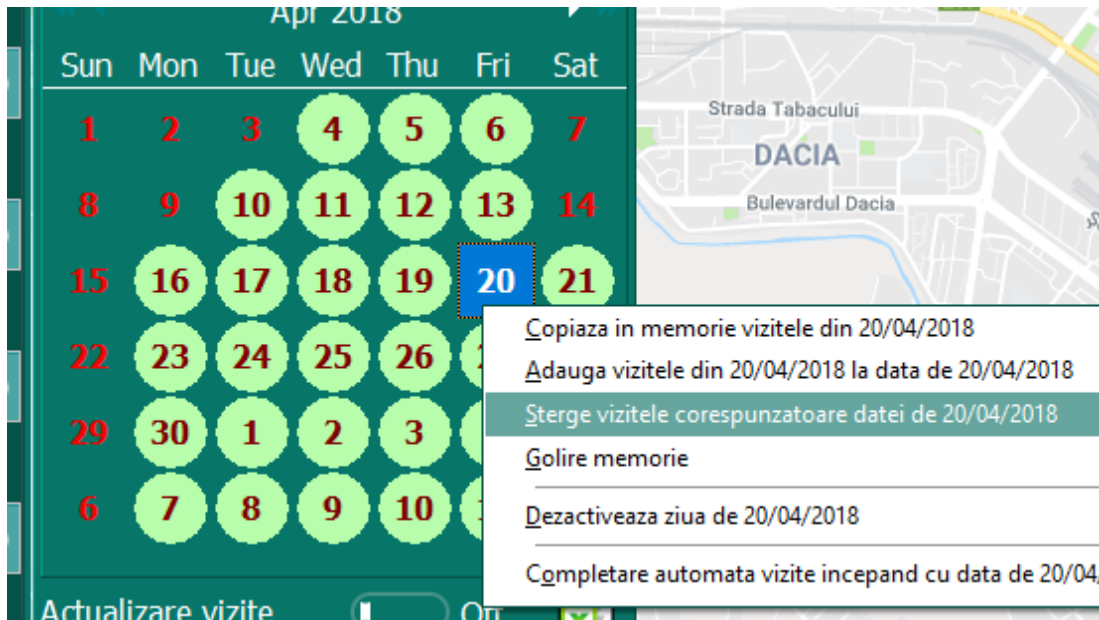 Apr 2018
Sun Mon Tue Wed Thu Fri Sat
1 2 3 4 5 6 7
8 9 10 11 12 13 14
15 16 17 18 19 20 21
22 23 24 25 26
29 30 1 2 3
6 7 8 9 10
Strada Tabacului
DACIA
Bulevardul Dacia
Copiaza in memorie vizitele din 20/04/2018
Adauga vizitele din 20/04/2018 la data de 20/04/2018
Sterge vizitele corespunzatoare datei de 20/04/2018
Golire memorie
Dezactiveaza ziua de 20/04/2018
Completare automata vizite incepand cu data de 20/04/
Actualizare vizite Off